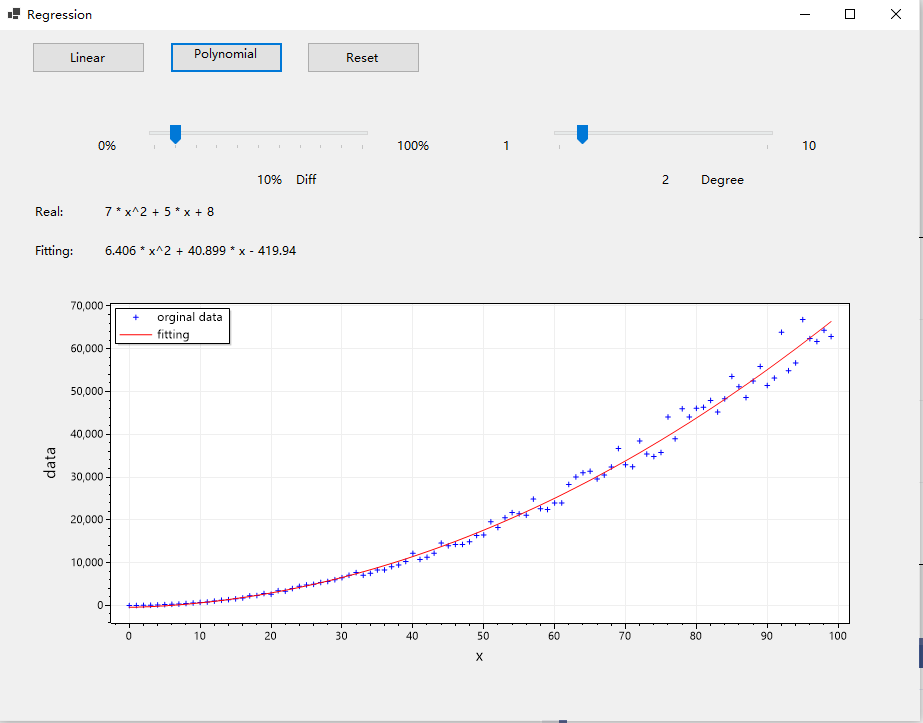 Regression
Linear Polynomial Reset
0% 100% 1 10
10% Diff 2 Degree
Real: 7 * x^2 + 5 * x + 8
Fitting: 6.406 * x^2 + 40.899 * x - 419.94
70,000
60,000
50,000
40,000
30,000
20,000
10,000
0
data
orginal data
fitting
0 10 20 30 40 50 60 70 80 90 100
x